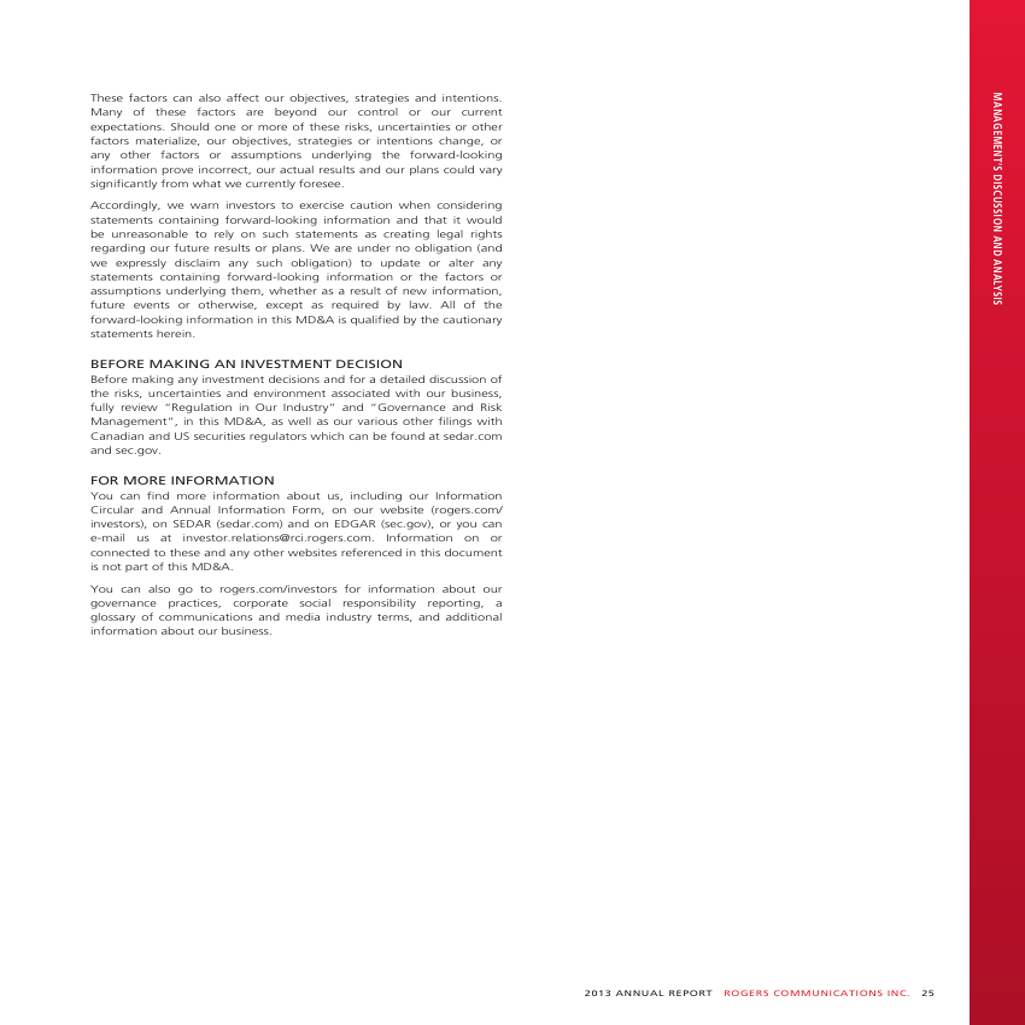 These factors can also affect our objectives, strategies and intentions.
Many of these factors are beyond our control or our current
expectations. Should one or more of these risks, uncertainties or other
factors materialize, our objectives, strategies or intentions change, or
any other factors or assumptions underlying the forward-looking
information prove incorrect, our actual results and our plans could vary
significantly from what we currently foresee.
Accordingly, we warn investors to exercise caution when considering
statements containing forward-looking information and that it would
be unreasonable to rely on such statements as creating legal rights
regarding our future results or plans. We are under no obligation (and
we expressly disclaim any such obligation) to update or alter any
statements containing forward-looking information or the factors or
assumptions underlying them, whether as a result of new information,
future events or otherwise, except as required by law. All of the
forward-looking information in this MD&A is qualified by the cautionary
statements herein.
BEFORE MAKING AN INVESTMENT DECISION
Before making any investment decisions and for a detailed discussion of
the risks, uncertainties and environment associated with our business,
fully review “Regulation in Our Industry” and “Governance and Risk
Management”, in this MD&A, as well as our various other filings with
Canadian and US securities regulators which can be found at sedar.com
and sec.gov.
FOR MORE INFORMATION
You can find more information about us, including our Information
Circular and Annual Information Form, on our website (rogers.com/
investors), on SEDAR (sedar.com) and on EDGAR (sec.gov), or you can
e-mail us at investor.relations@rci.rogers.com. Information on or
connected to these and any other websites referenced in this document
is not part of this MD&A.
You can also go to rogers.com/investors for information about our
governance practices, corporate social responsibility reporting, a
glossary of communications and media industry terms, and additional
information about our business.
MANAGEMENT’S DISCUSSION AND ANALYSIS
2013 ANNUAL REPORT ROGERS COMMUNICATIONS INC. 25